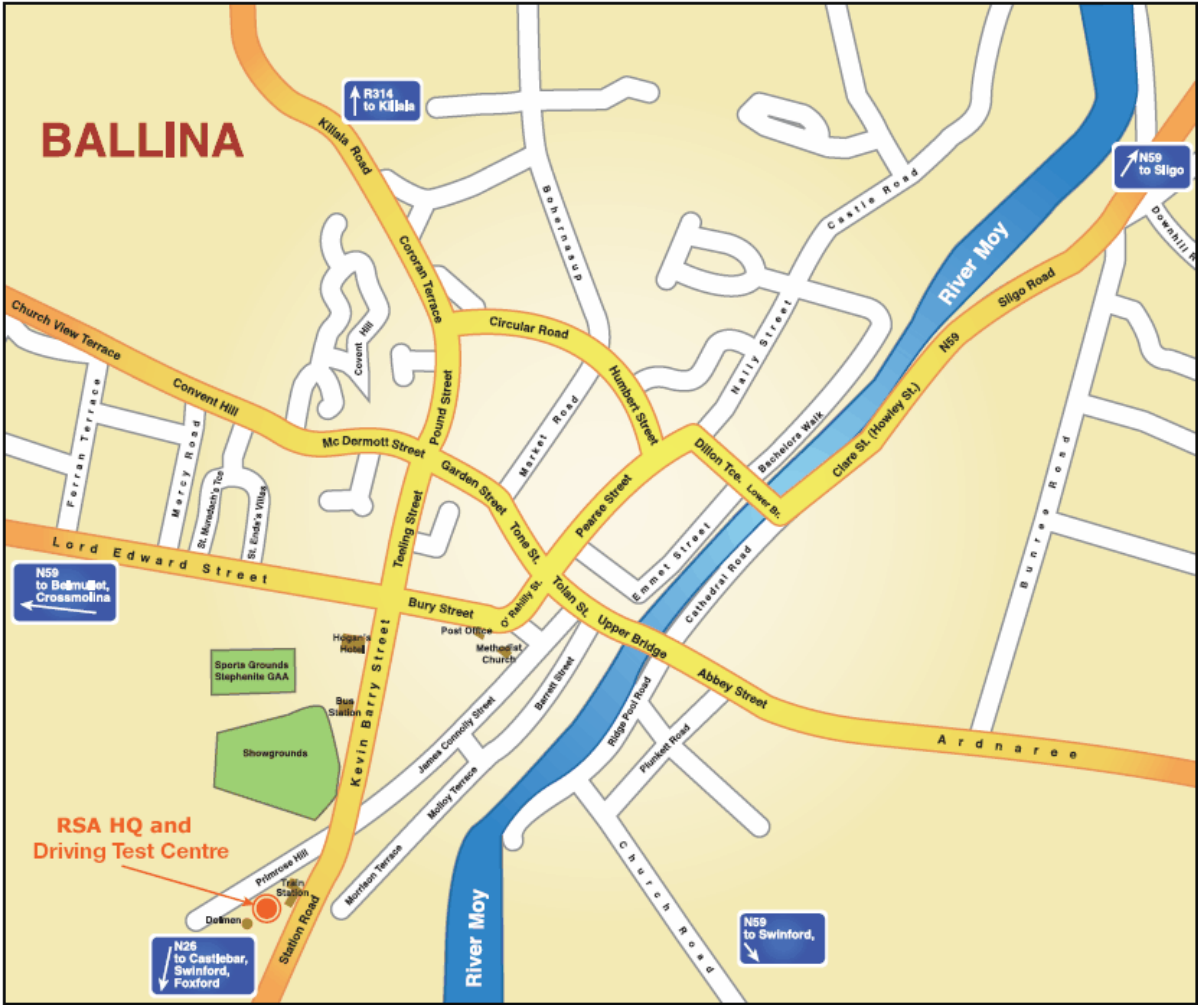 BALLINA
R314
to Killala
Killala Road
N59
to Sligo
Castle Road
Bohernasup
River Moy
Downhill R
Cororan Terrace
Sligo Road
Church View Terrace
Covent Hill
Circular Road
Nally Street
N59
Convent Hill
Ferran Terrace
Pound Street
Humbert Street
Market Road
Mc Dermott Street
Mercy Road
Garden Street
Dillon Tce.
Bachelora Walk
Clare St. (Howley St.)
St. Muradach's Tce
St. Enda's Villas
Teeling Street
Tone St.
Pearse Street
Lower Br.
Bunree Road
Lord Edward Street
Emmet Street
Cathedral Road
N59
to Belmullet,
Crossmolina
Bury Street
O' Rahilly St.
Tolan St.
Upper Bridge
Post Office
Hogan's
Hotel
Methodist
Church
Sports Grounds
Stephenite GAA
Abbey Street
Bus
Station
Kevin Barry Street
Barrett Street
Ridge Pool Road
James Connolly Street
Plunkett Road
Ardnaree
Showgrounds
Molloy Terrace
RSA HQ and
Driving Test Centre
Primrose Hill
Morrison Terrace
Train
Station
Church Road
Dolmen
Station Road
River Moy
N59
to Swinford,
N26
to Castlebar,
Swinford,
Foxford